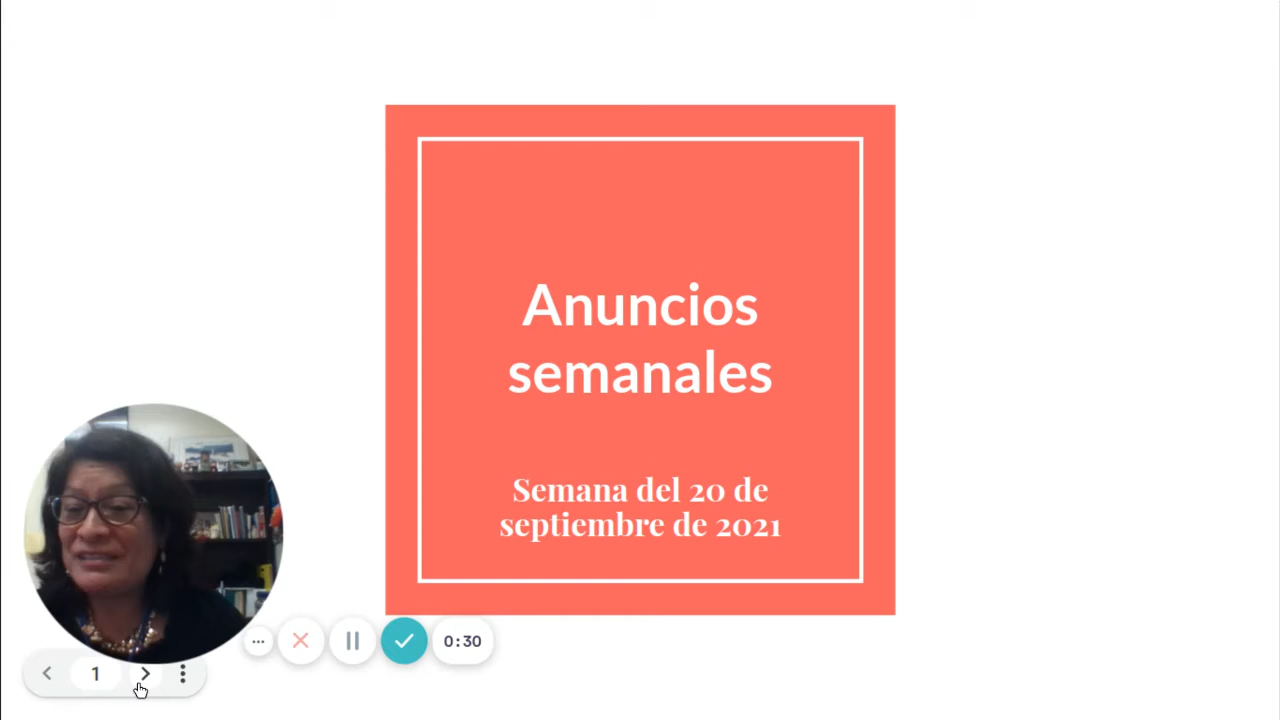 Anuncios
semanales
Semana del 20 de
septiembre de 2021
0:30
1